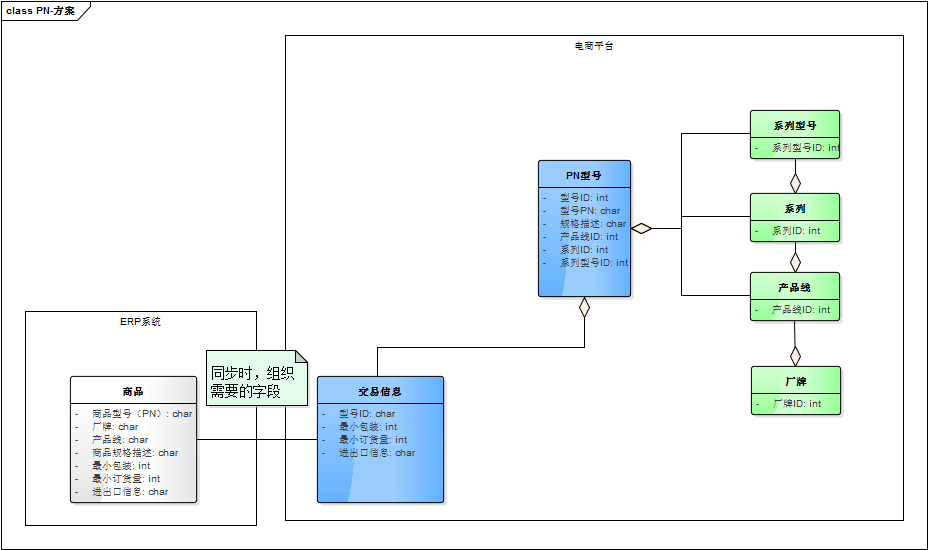 class PN-方案
电商平台
系列型号
- 系列型号ID: int
PN型号
- 型号ID: int
- 型号PN: char
- 规格描述: char
- 产品线ID: int
- 系列ID: int
- 系列型号ID: int
系列
- 系列ID: int
产品线
- 产品线ID: int
厂牌
- 厂牌ID: int
ERP系统
同步时，组织
需要的字段
商品
- 商品型号（PN）: char
- 厂牌: char
- 产品线: char
- 商品规格描述: char
- 最小包装: int
- 最小订货量: int
- 进出口信息: char
交易信息
- 型号ID: char
- 最小包装: int
- 最小订货量: int
- 进出口信息: char